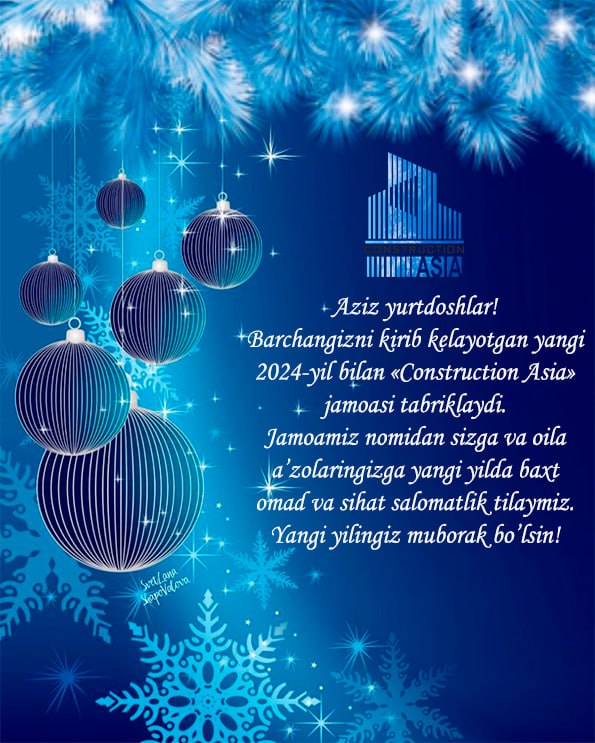 CONSTRUCTION
ASIA
Aziz yurtdoshlar!
Barchangizni kirib kelayotgan yangi
2024-yil bilan «Construction Asia»
jamoasi tabriklaydi.
Jamoamiz nomidan sizga va oila
a’zolaringizga yangi yilda baxt
omad va sihat salomatlik tilaymiz.
Yangi yilingiz muborak bo’lsin!
SvetLana
ShapoValova